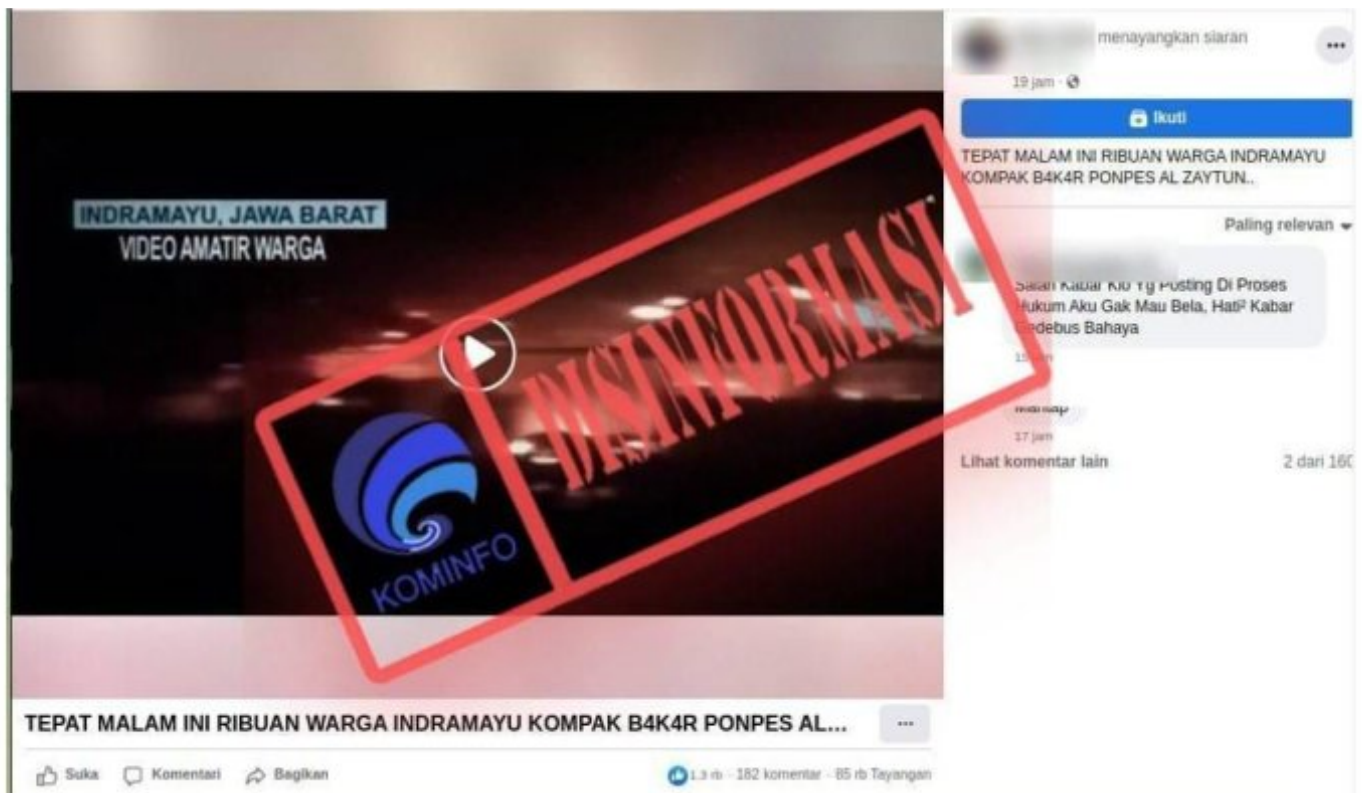 INDRAMAYU, JAWA BARAT
VIDEO AMATIR WARGA
DISINFORMASI
KOMINFO
TEPAT MALAM INI RIBUAN WARGA INDRAMAYU KOMPAK B4K4R PONPES AL...
...
Suka
Komentari
Bagikan
1.3 rb · 182 komentar · 85 rb Tayangan
menayangkan siaran
...
19 jam ·
Ikuti
TEPAT MALAM INI RIBUAN WARGA INDRAMAYU
KOMPAK B4K4R PONPES AL ZAYTUN..
Paling relevan
Salah Kabar Klo Yg Posting Di Proses
Hukum Aku Gak Mau Bela, Hati² Kabar
Bahaya
17 jam
Lihat komentar lain
2 dari 160